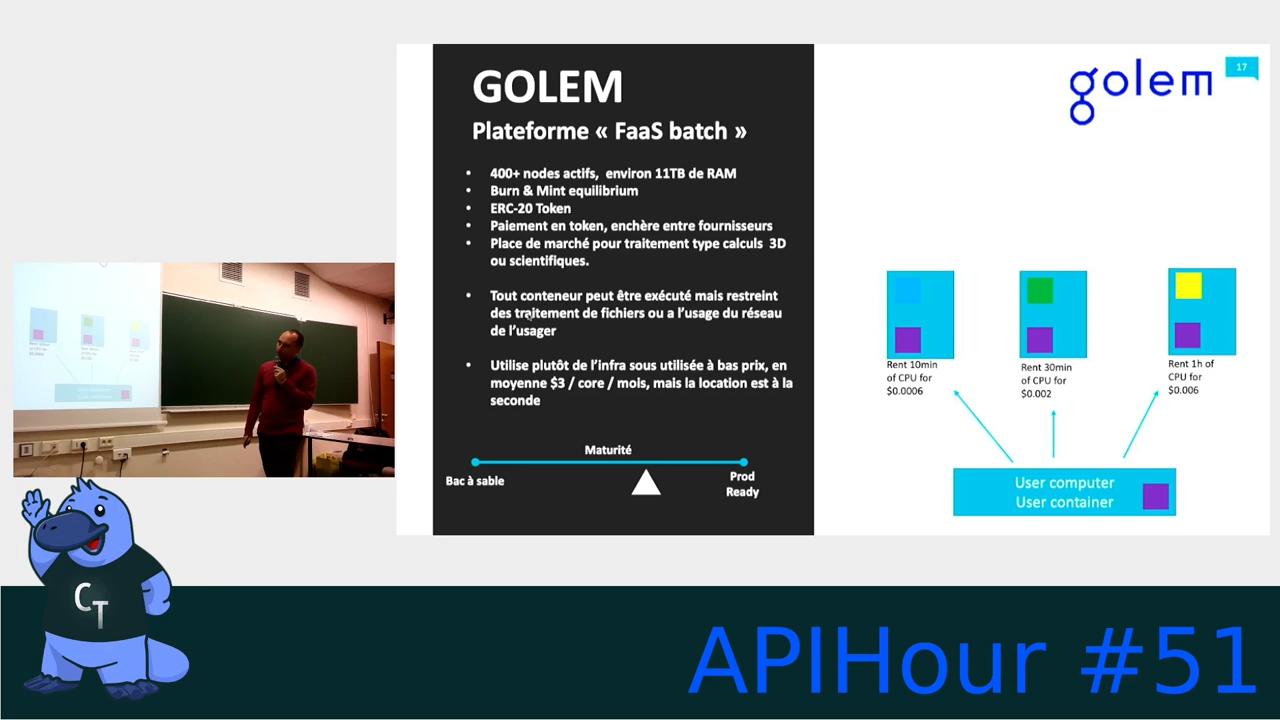 GOLEM
Plateforme « FaaS batch »
• 400+ nodes actifs, environ 11TB de RAM
• Burn & Mint equilibrium
• ERC-20 Token
• Paiement en token, enchère entre fournisseurs
• Place de marché pour traitement type calculs 3D
ou scientifiques.
• Tout conteneur peut être exécuté mais restreint
des traitement de fichiers ou a l'usage du réseau
de l'usager
• Utilise plutôt de l'infra sous utilisée à bas prix, en
moyenne $3 / core / mois, mais la location est à la
seconde
Maturité
Bac à sable
Prod
Ready
golem
17
Rent 10min
of CPU for
$0.0006
Rent 30min
of CPU for
$0.002
Rent 1h of
CPU for
$0.006
User computer
User container
CT
APIHour #51